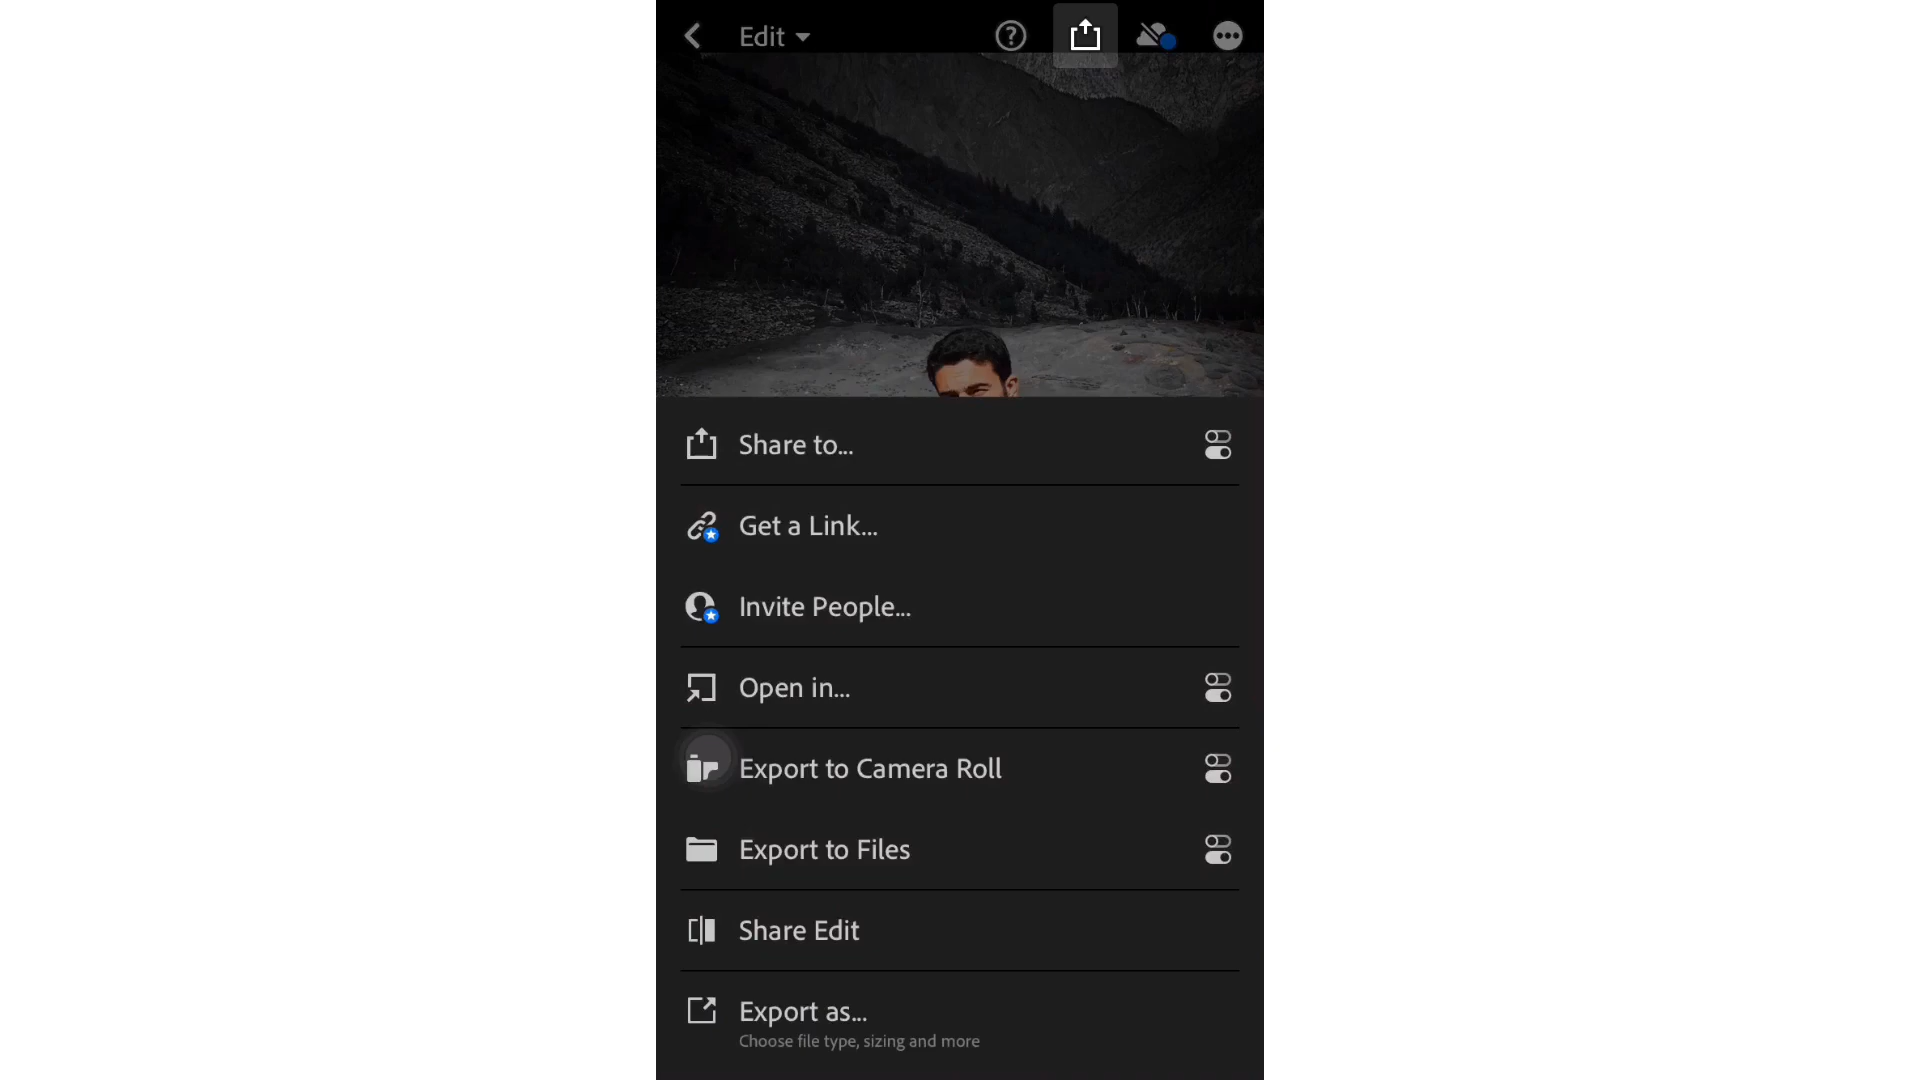 Edit
Share to...
Get a Link...
Invite People...
Open in...
Export to Camera Roll
Export to Files
Share Edit
Export as...
Choose file type, sizing and more